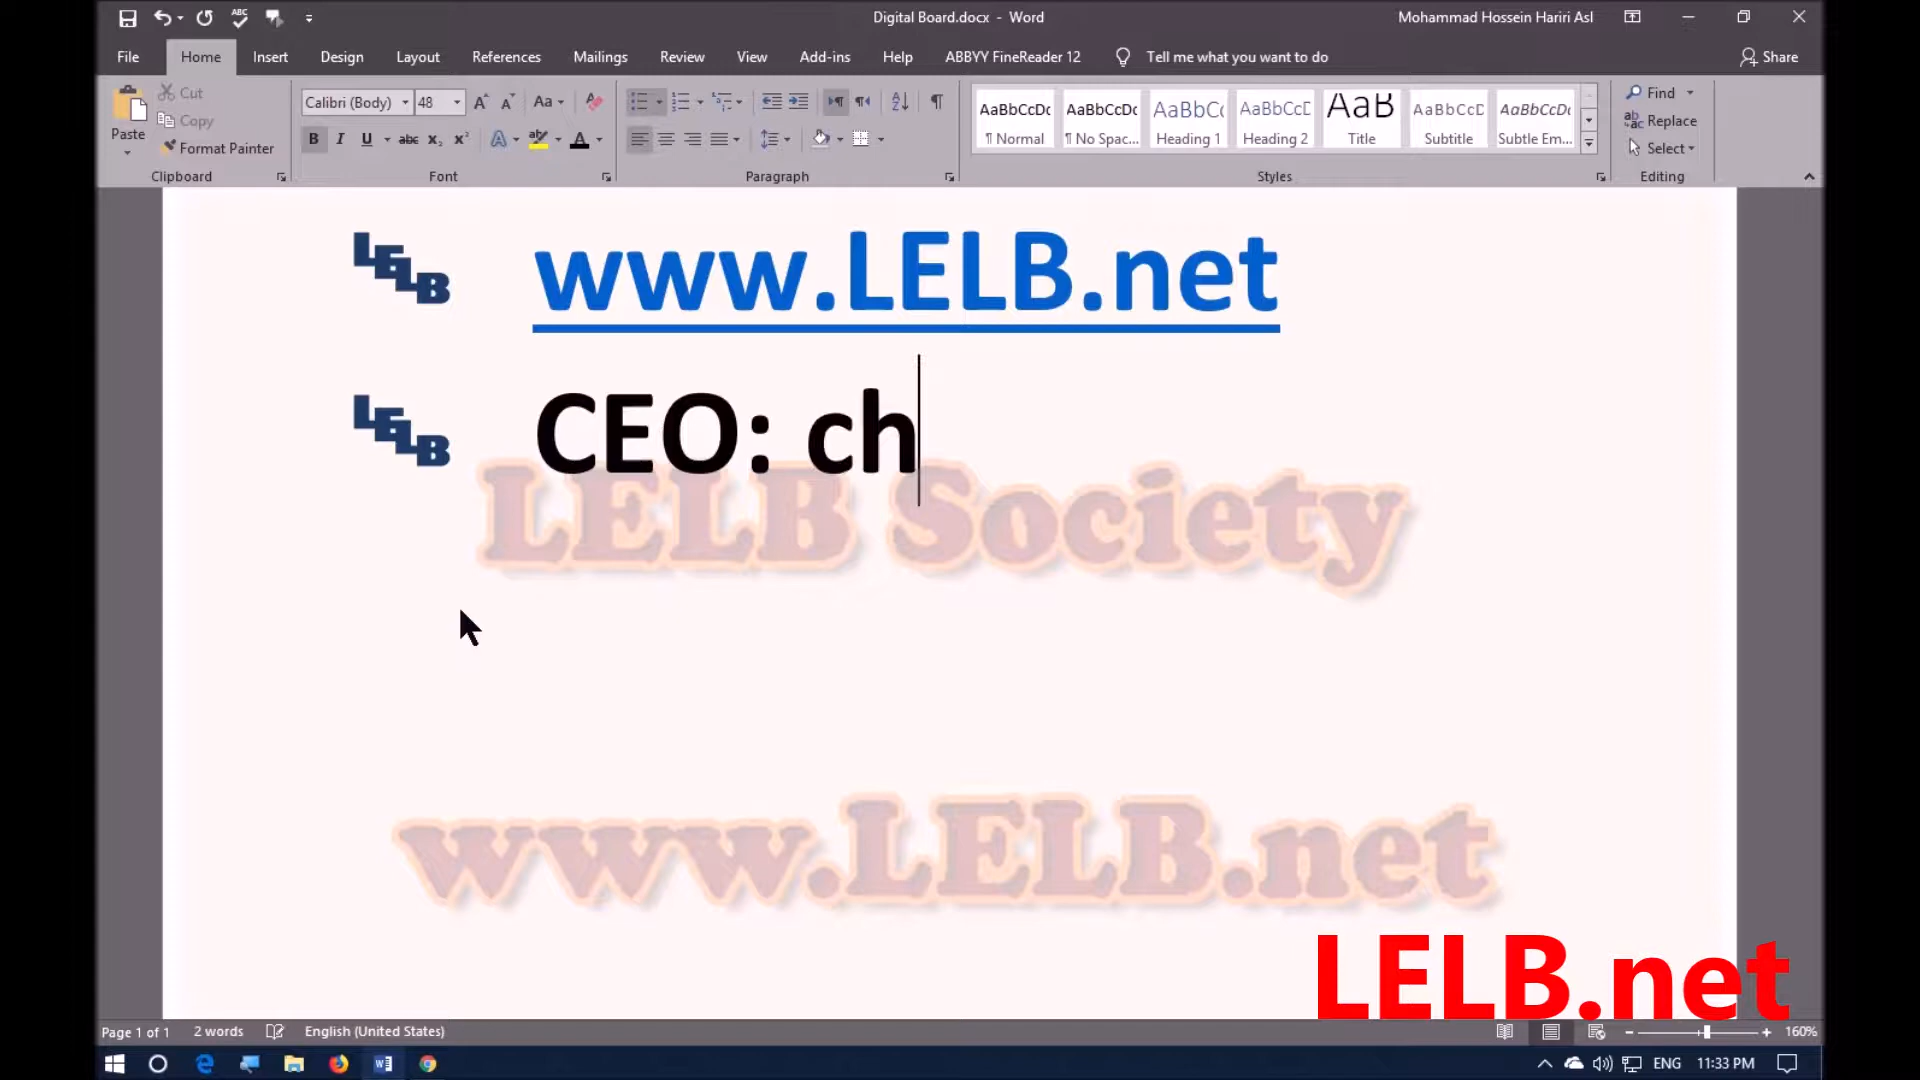 Digital Board.docx - Word
Mohammad Hossein Hariri Asl
File Home Insert Design Layout References Mailings Review View Add-ins Help ABBYY FineReader 12 Tell me what you want to do Share
Paste
Cut
Copy
Format Painter
Clipboard
Calibri (Body) 48
Font
Paragraph
AaBbCcDc AaBbCcDc AaBbCc AaBbCcD AaB AaBbCcD AaBbCcDc
¶ Normal ¶ No Spac... Heading 1 Heading 2 Title Subtitle Subtle Em...
Styles
Find
Replace
Select
Editing
LELB www.LELB.net
LELB CEO: ch
LELB Society
www.LELB.net
LELB.net
Page 1 of 1 2 words English (United States) 160%
ENG 11:33 PM